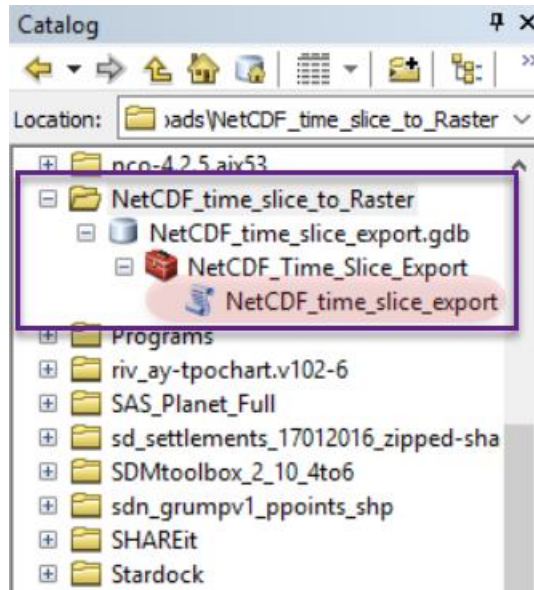 Catalog
Location: oads\NetCDF_time_slice_to_Raster
nco-4.2.5.aix53
NetCDF_time_slice_to_Raster
NetCDF_time_slice_export.gdb
NetCDF_Time_Slice_Export
NetCDF_time_slice_export
Programs
riv_ay-tpochart.v102-6
SAS_Planet_Full
sd_settlements_17012016_zipped-sha
SDMtoolbox_2_10_4to6
sdn_grumpv1_ppoints_shp
SHAREit
Stardock